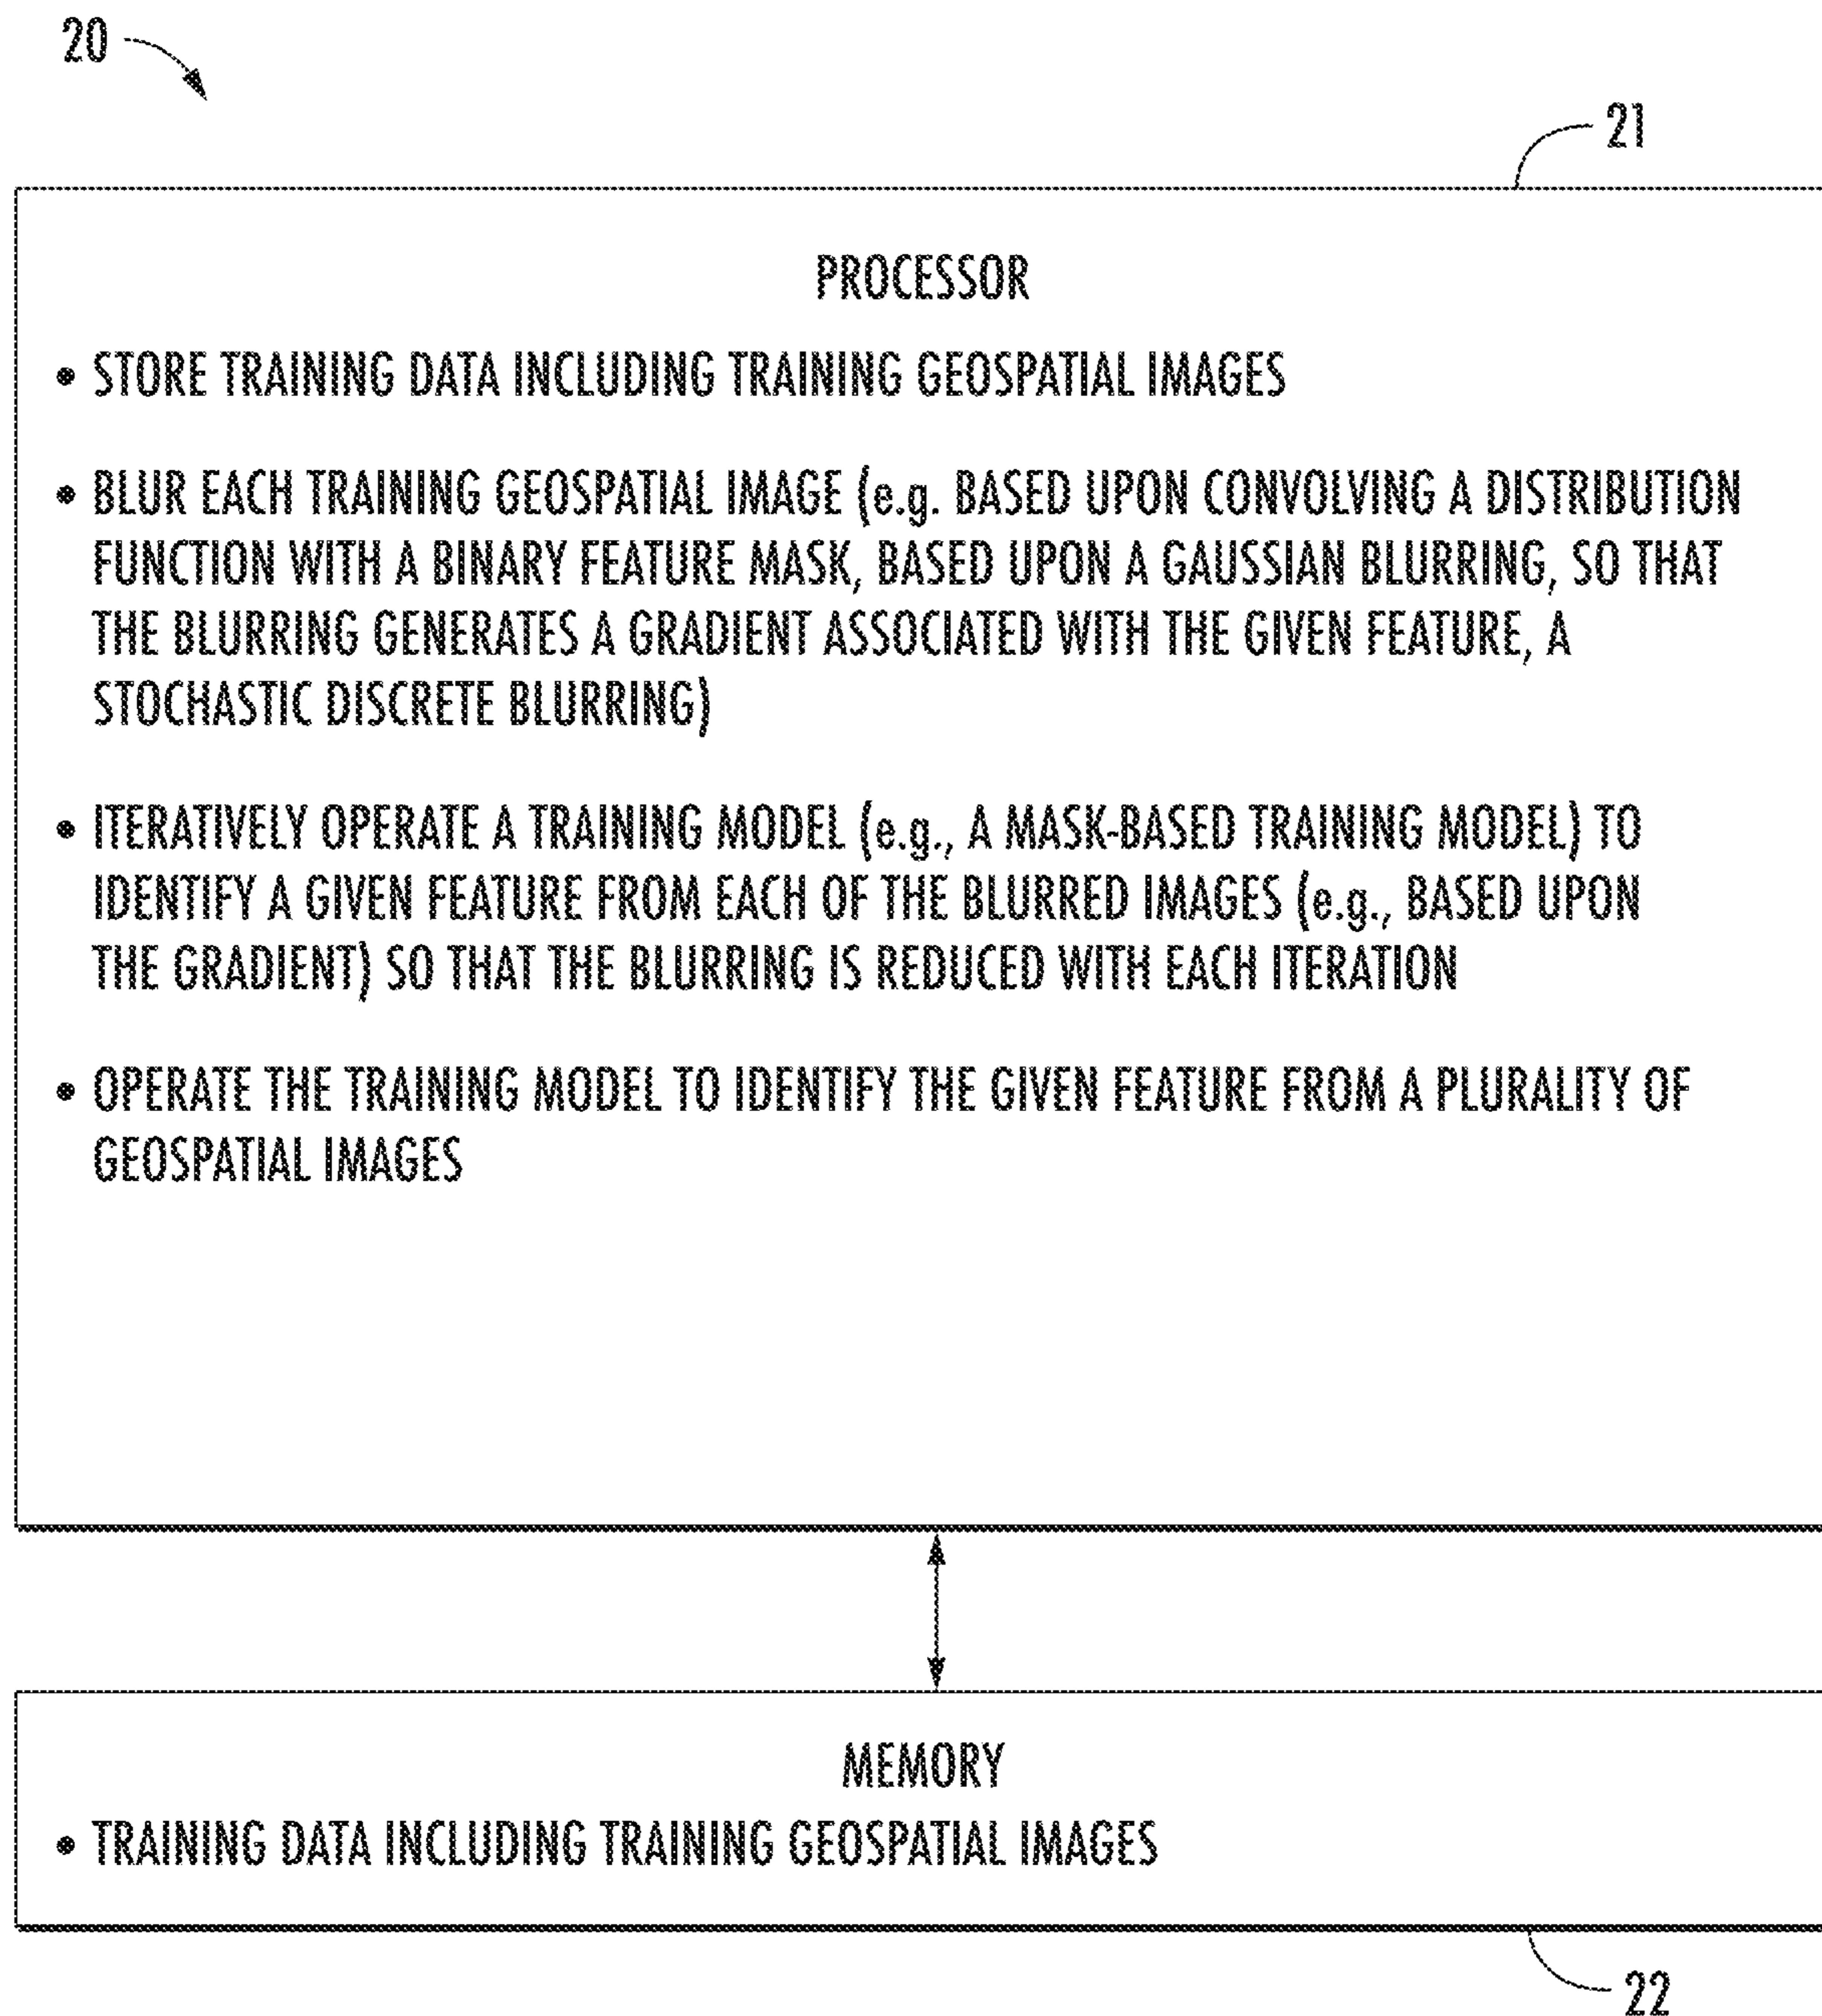 20
21
PROCESSOR
• STORE TRAINING DATA INCLUDING TRAINING GEOSPATIAL IMAGES
• BLUR EACH TRAINING GEOSPATIAL IMAGE (e.g. BASED UPON CONVOLVING A DISTRIBUTION
FUNCTION WITH A BINARY FEATURE MASK, BASED UPON A GAUSSIAN BLURRING, SO THAT
THE BLURRING GENERATES A GRADIENT ASSOCIATED WITH THE GIVEN FEATURE, A
STOCHASTIC DISCRETE BLURRING)
• ITERATIVELY OPERATE A TRAINING MODEL (e.g., A MASK-BASED TRAINING MODEL) TO
IDENTIFY A GIVEN FEATURE FROM EACH OF THE BLURRED IMAGES (e.g., BASED UPON
THE GRADIENT) SO THAT THE BLURRING IS REDUCED WITH EACH ITERATION
• OPERATE THE TRAINING MODEL TO IDENTIFY THE GIVEN FEATURE FROM A PLURALITY OF
GEOSPATIAL IMAGES
MEMORY
• TRAINING DATA INCLUDING TRAINING GEOSPATIAL IMAGES
22